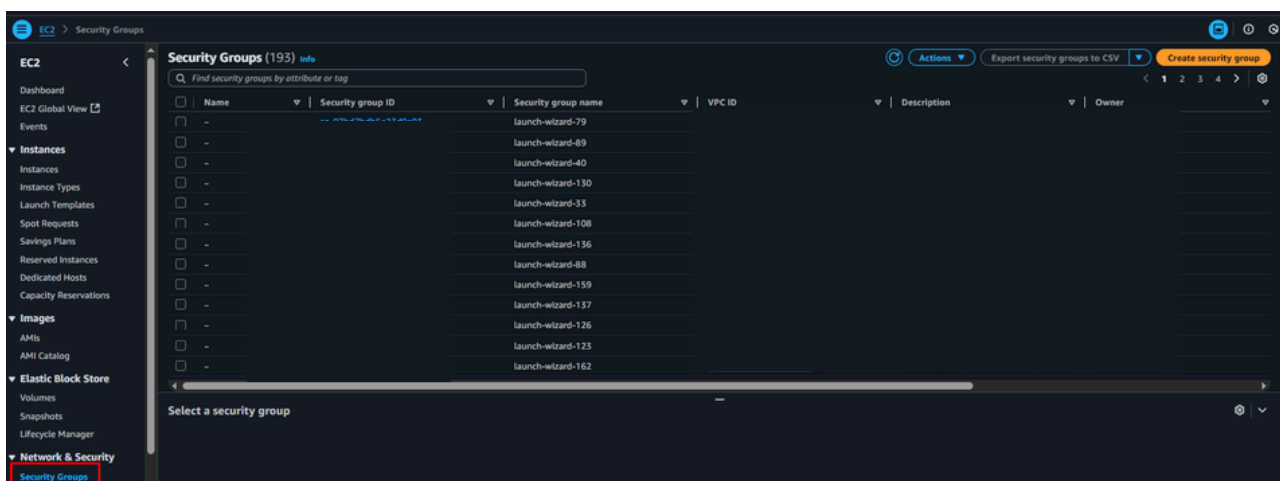 EC2 > Security Groups
EC2
Dashboard
EC2 Global View
Events
Instances
Instances
Instance Types
Launch Templates
Spot Requests
Savings Plans
Reserved Instances
Dedicated Hosts
Capacity Reservations
Images
AMIs
AMI Catalog
Elastic Block Store
Volumes
Snapshots
Lifecycle Manager
Network & Security
Security Groups
Security Groups (193) Info
Actions
Export security groups to CSV
Create security group
Find security groups by attribute or tag
< 1 2 3 4 >
Name Security group ID Security group name VPC ID Description Owner
– launch-wizard-79
– launch-wizard-89
– launch-wizard-40
– launch-wizard-130
– launch-wizard-33
– launch-wizard-108
– launch-wizard-136
– launch-wizard-88
– launch-wizard-159
– launch-wizard-137
– launch-wizard-126
– launch-wizard-123
– launch-wizard-162
Select a security group